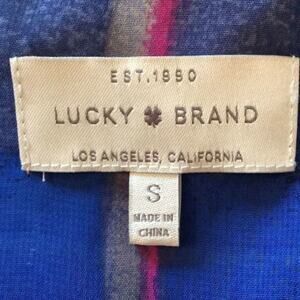 EST.1990
LUCKY BRAND
LOS ANGELES, CALIFORNIA
S
MADE IN
CHINA